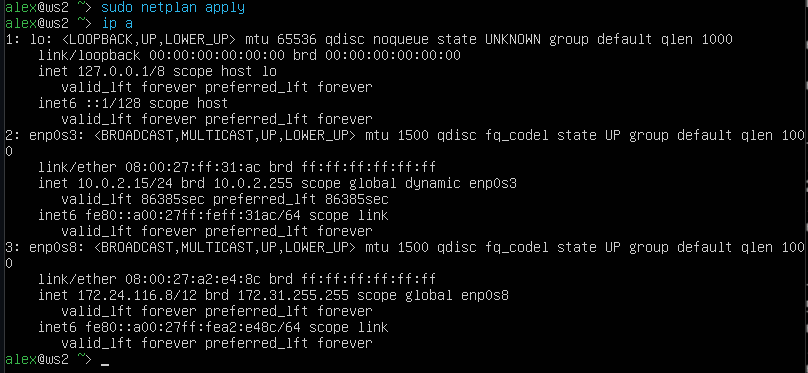 alex@ws2 ~> sudo netplan apply
alex@ws2 ~> ip a
1: lo: <LOOPBACK,UP,LOWER_UP> mtu 65536 qdisc noqueue state UNKNOWN group default qlen 1000
    link/loopback 00:00:00:00:00:00 brd 00:00:00:00:00:00
    inet 127.0.0.1/8 scope host lo
       valid_lft forever preferred_lft forever
    inet6 ::1/128 scope host
       valid_lft forever preferred_lft forever
2: enp0s3: <BROADCAST,MULTICAST,UP,LOWER_UP> mtu 1500 qdisc fq_codel state UP group default qlen 100
0
    link/ether 08:00:27:ff:31:ac brd ff:ff:ff:ff:ff:ff
    inet 10.0.2.15/24 brd 10.0.2.255 scope global dynamic enp0s3
       valid_lft 86385sec preferred_lft 86385sec
    inet6 fe80::a00:27ff:feff:31ac/64 scope link
       valid_lft forever preferred_lft forever
3: enp0s8: <BROADCAST,MULTICAST,UP,LOWER_UP> mtu 1500 qdisc fq_codel state UP group default qlen 100
0
    link/ether 08:00:27:a2:e4:8c brd ff:ff:ff:ff:ff:ff
    inet 172.24.116.8/12 brd 172.31.255.255 scope global enp0s8
       valid_lft forever preferred_lft forever
    inet6 fe80::a00:27ff:fea2:e48c/64 scope link
       valid_lft forever preferred_lft forever
alex@ws2 ~> _